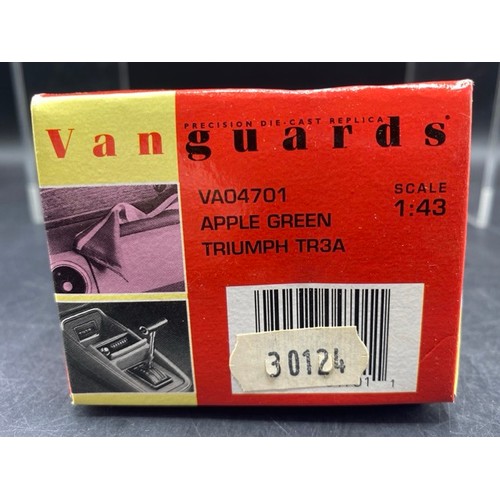 PRECISION DIE-CAST REPLICA
Vanguards®
VA04701
APPLE GREEN
TRIUMPH TR3A
SCALE
1:43
30124